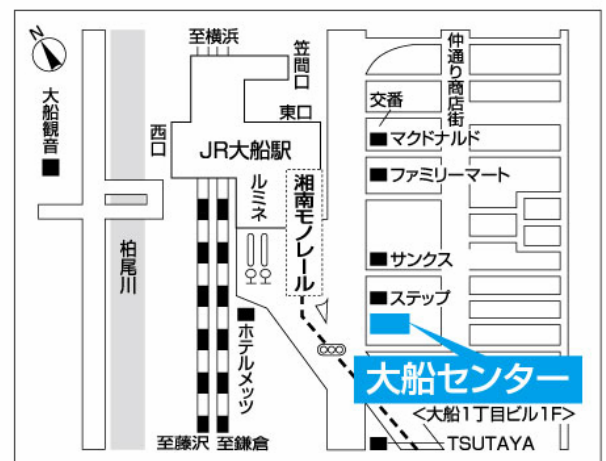 N
至横浜
笠間口
仲通り商店街
大船観音
交番
東口
西口
マクドナルド
JR大船駅
ファミリーマート
ルミネ
湘南モノレール
柏尾川
サンクス
ステップ
ホテルメッツ
大船センター
<大船1丁目ビル1F>
至藤沢 至鎌倉
TSUTAYA